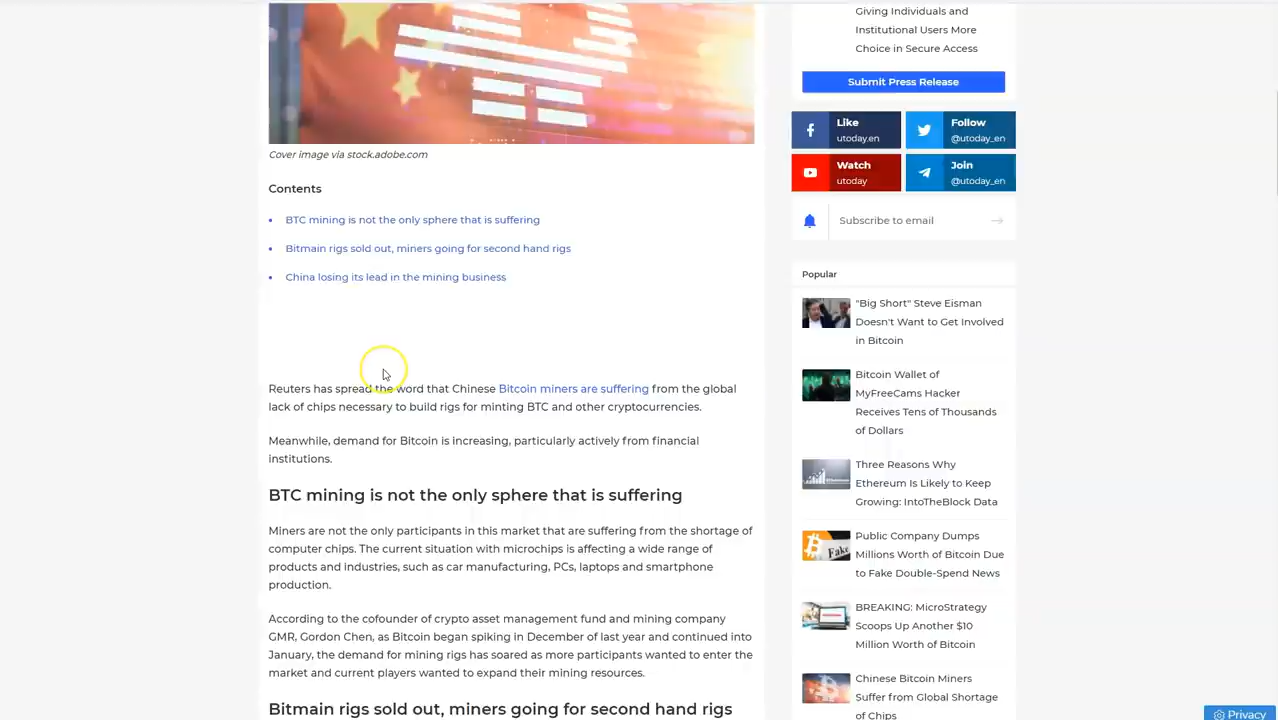 Giving Individuals and
Institutional Users More
Choice in Secure Access
Submit Press Release
Like
utoday.en
Follow
@utoday_en
Watch
utoday
Join
@utoday_en
Subscribe to email
Popular
"Big Short" Steve Eisman
Doesn't Want to Get Involved
in Bitcoin
Bitcoin Wallet of
MyFreeCams Hacker
Receives Tens of Thousands
of Dollars
Three Reasons Why
Ethereum Is Likely to Keep
Growing: IntoTheBlock Data
Public Company Dumps
Millions Worth of Bitcoin Due
to Fake Double-Spend News
BREAKING: MicroStrategy
Scoops Up Another $10
Million Worth of Bitcoin
Chinese Bitcoin Miners
Suffer from Global Shortage
of Chips
Cover image via stock.adobe.com
Contents
BTC mining is not the only sphere that is suffering
Bitmain rigs sold out, miners going for second hand rigs
China losing its lead in the mining business
Reuters has spread the word that Chinese Bitcoin miners are suffering from the global
lack of chips necessary to build rigs for minting BTC and other cryptocurrencies.
Meanwhile, demand for Bitcoin is increasing, particularly actively from financial
institutions.
BTC mining is not the only sphere that is suffering
Miners are not the only participants in this market that are suffering from the shortage of
computer chips. The current situation with microchips is affecting a wide range of
products and industries, such as car manufacturing, PCs, laptops and smartphone
production.
According to the cofounder of crypto asset management fund and mining company
GMR, Gordon Chen, as Bitcoin began spiking in December of last year and continued into
January, the demand for mining rigs has soared as more participants wanted to enter the
market and current players wanted to expand their mining resources.
Bitmain rigs sold out, miners going for second hand rigs
Privacy